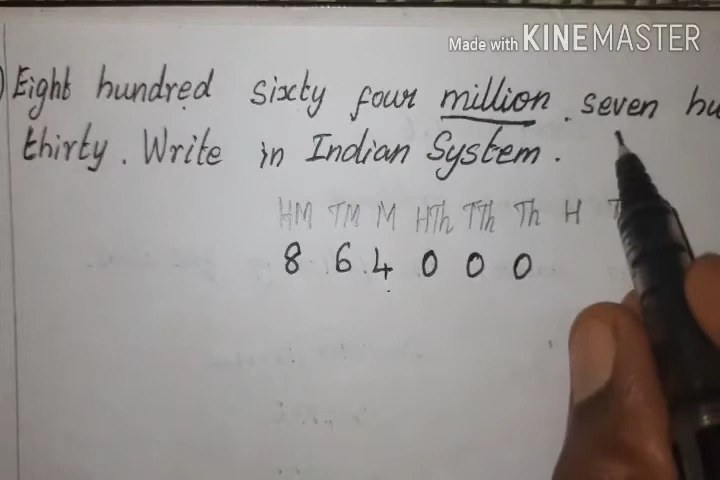 Made with KINEMASTER
) Eight hundred sixty four million . seven hu
thirty . Write in Indian System .
HM TM M HTh TTh Th H T
8 6 4 0 0 0